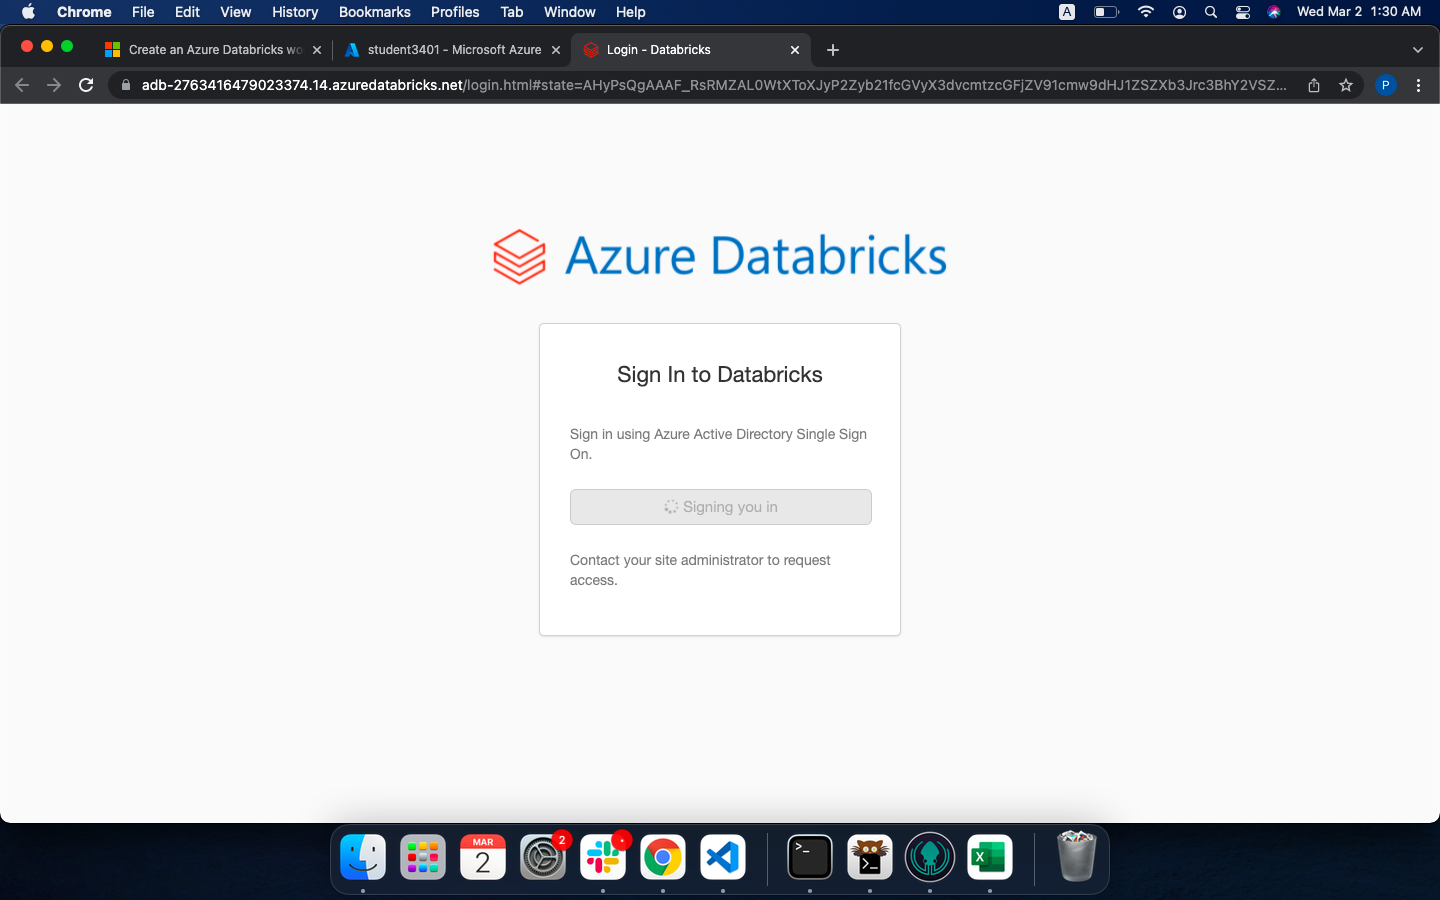 Chrome File Edit View History Bookmarks Profiles Tab Window Help A Wed Mar 2 1:30 AM
Create an Azure Databricks wo student3401 - Microsoft Azure Login - Databricks
adb-2763416479023374.14.azuredatabricks.net/login.html#state=AHyPsQgAAAF_RsRMZAL0WtXToXJyP2Zyb21fcGVyX3dvcmtzcGFjZV91cmw9dHJ1ZSZXb3Jrc3BhY2VSZ... P
Azure Databricks
Sign In to Databricks
Sign in using Azure Active Directory Single Sign
On.
Signing you in
Contact your site administrator to request
access.
MAR
2
2